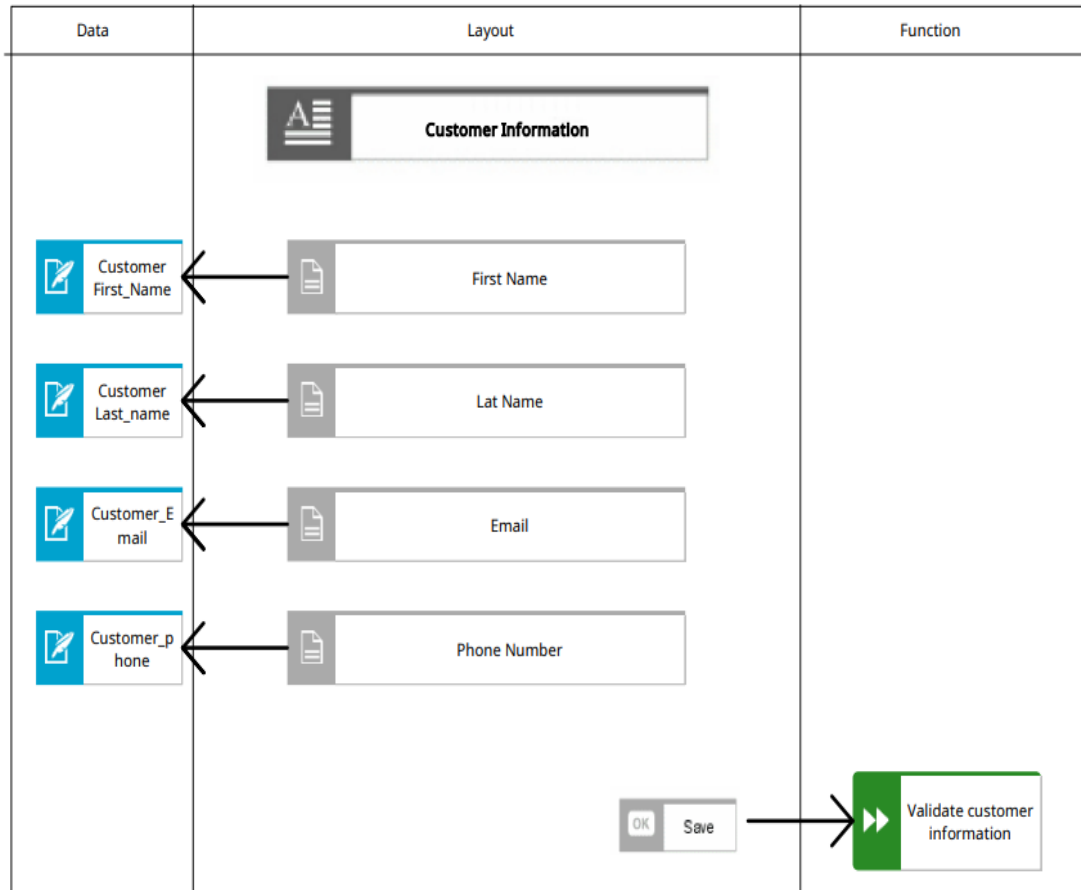 Data
Layout
Function
A
Customer Information
Customer
First_Name
First Name
Customer
Last_name
Lat Name
Customer_E
mail
Email
Customer_p
hone
Phone Number
OK
Save
Validate customer
information